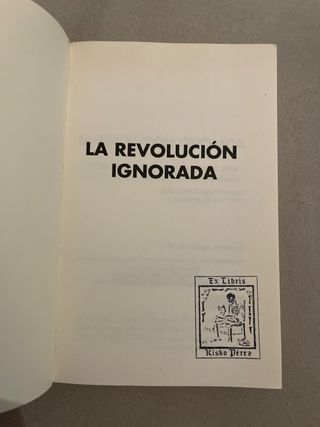 LA REVOLUCIÓN
IGNORADA
Ex Libris
Risko Pérez